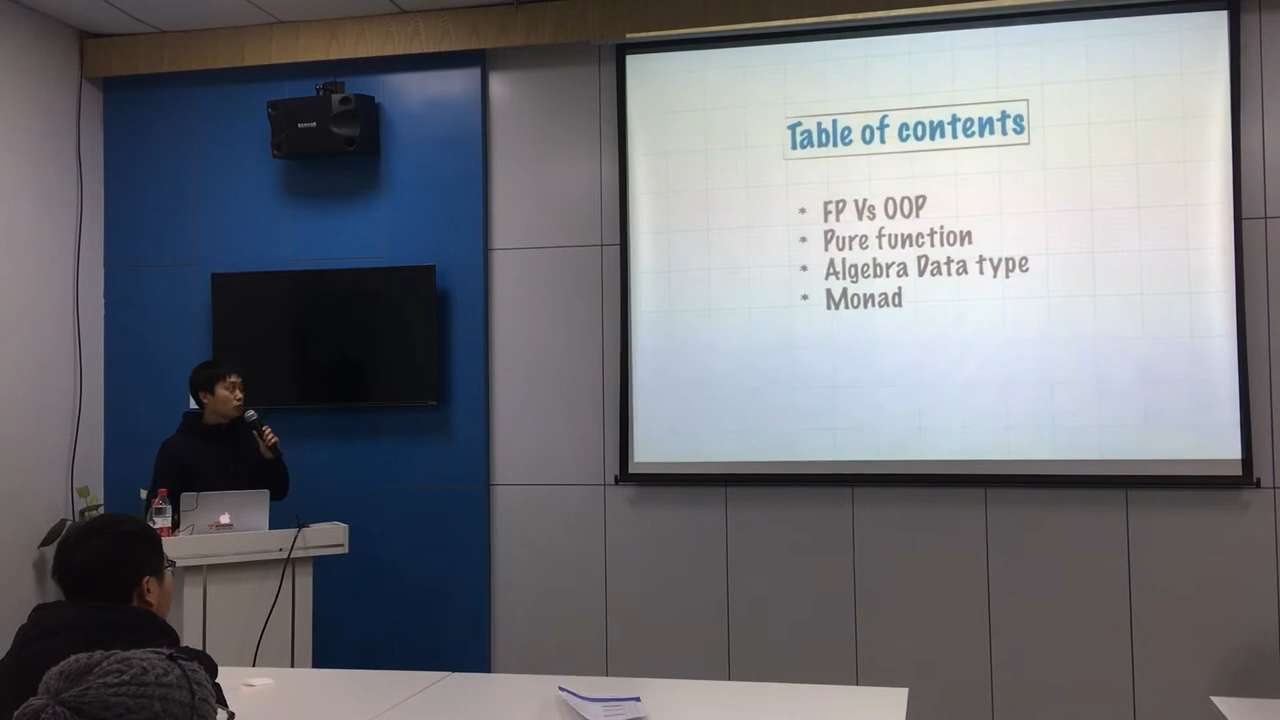 Table of contents
* FP Vs OOP
* Pure function
* Algebra Data type
* Monad